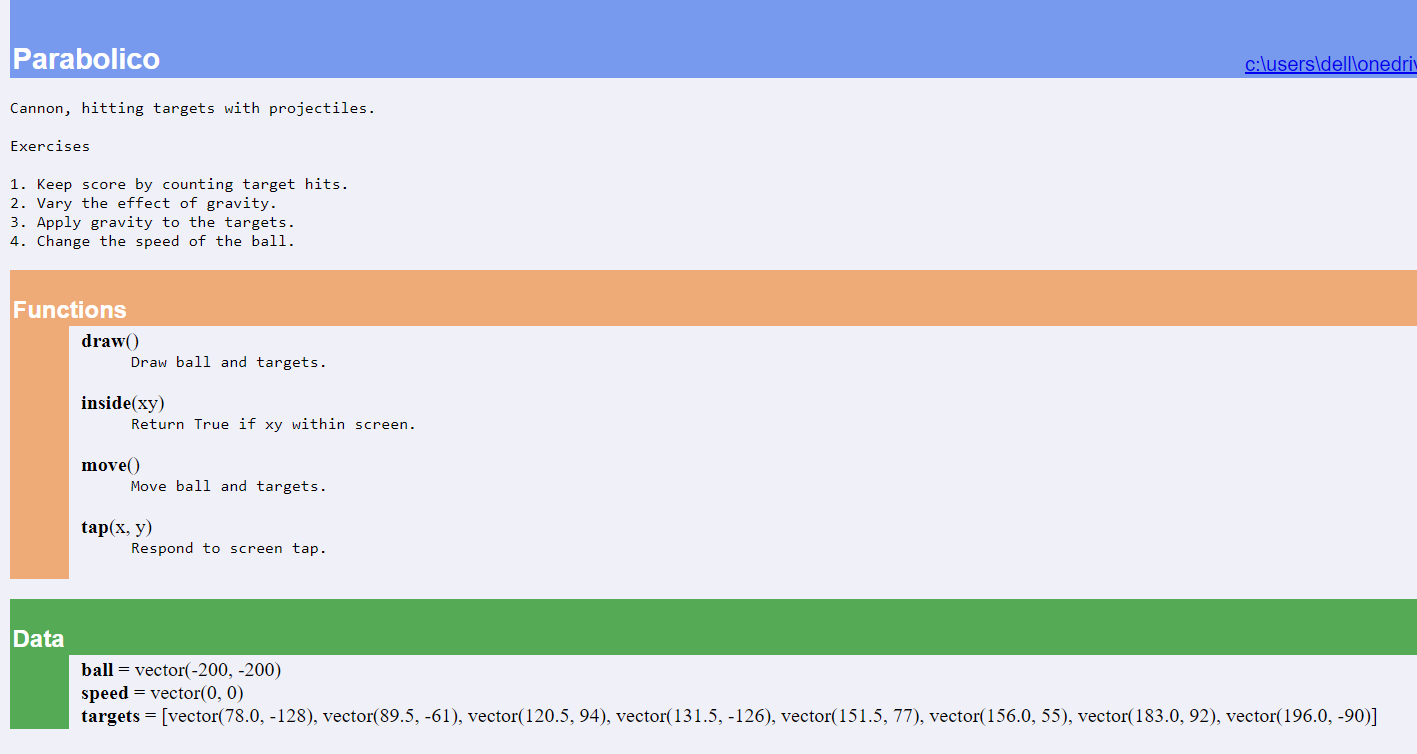 Parabolico
c:\users\dell\onedriv
Cannon, hitting targets with projectiles.
Exercises
1. Keep score by counting target hits.
2. Vary the effect of gravity.
3. Apply gravity to the targets.
4. Change the speed of the ball.
Functions
draw()
Draw ball and targets.
inside(xy)
Return True if xy within screen.
move()
Move ball and targets.
tap(x, y)
Respond to screen tap.
Data
ball = vector(-200, -200)
speed = vector(0, 0)
targets = [vector(78.0, -128), vector(89.5, -61), vector(120.5, 94), vector(131.5, -126), vector(151.5, 77), vector(156.0, 55), vector(183.0, 92), vector(196.0, -90)]